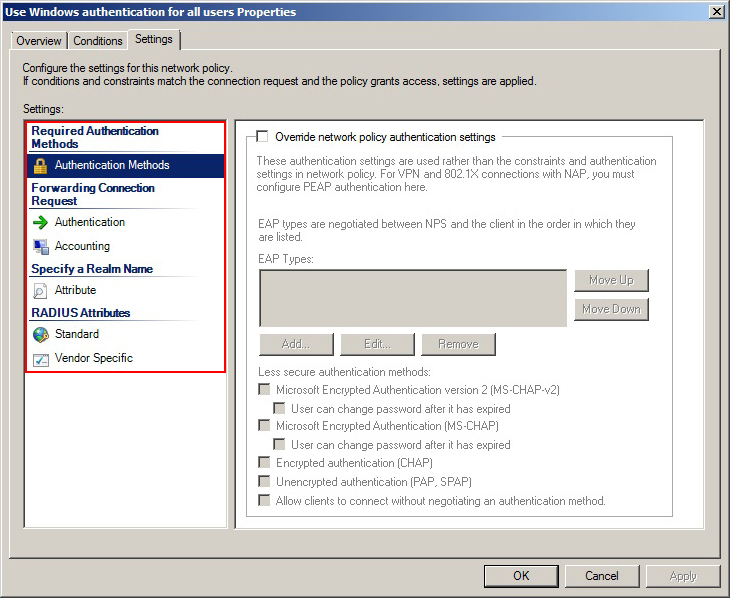 Use Windows authentication for all users Properties
Overview
Conditions
Settings
Configure the settings for this network policy.
If conditions and constraints match the connection request and the policy grants access, settings are applied.
Settings:
Required Authentication
Methods
Authentication Methods
Forwarding Connection
Request
Authentication
Accounting
Specify a Realm Name
Attribute
RADIUS Attributes
Standard
Vendor Specific
Override network policy authentication settings
These authentication settings are used rather than the constraints and authentication
settings in network policy. For VPN and 802.1X connections with NAP, you must
configure PEAP authentication here.
EAP types are negotiated between NPS and the client in the order in which they
are listed.
EAP Types:
Move Up
Move Down
Add...
Edit...
Remove
Less secure authentication methods:
Microsoft Encrypted Authentication version 2 (MS-CHAP-v2)
User can change password after it has expired
Microsoft Encrypted Authentication (MS-CHAP)
User can change password after it has expired
Encrypted authentication (CHAP)
Unencrypted authentication (PAP, SPAP)
Allow clients to connect without negotiating an authentication method.
OK
Cancel
Apply